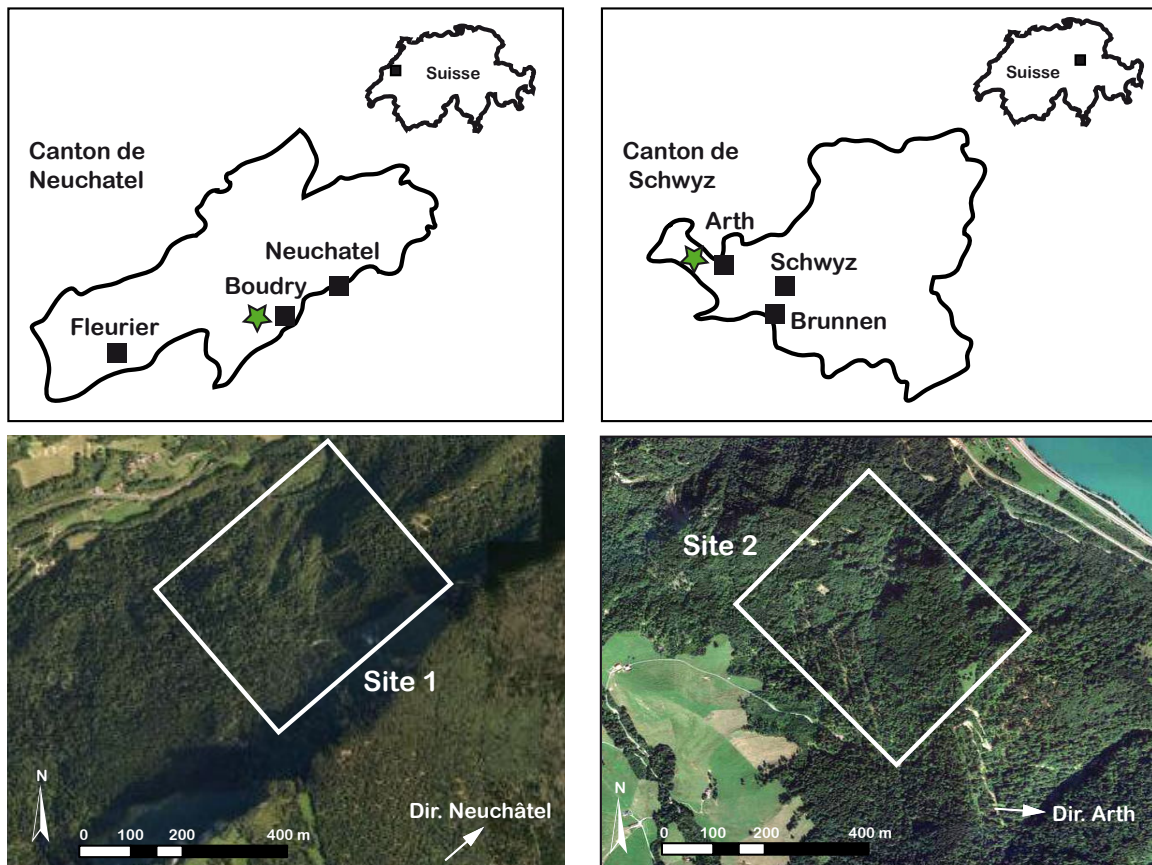 Suisse
Canton de
Neuchatel
Neuchatel
Boudry
Fleurier
Suisse
Canton de
Schwyz
Arth
Schwyz
Brunnen
Site 1
N
Dir. Neuchâtel
0 100 200 400 m
Site 2
N
Dir. Arth
0 100 200 400 m